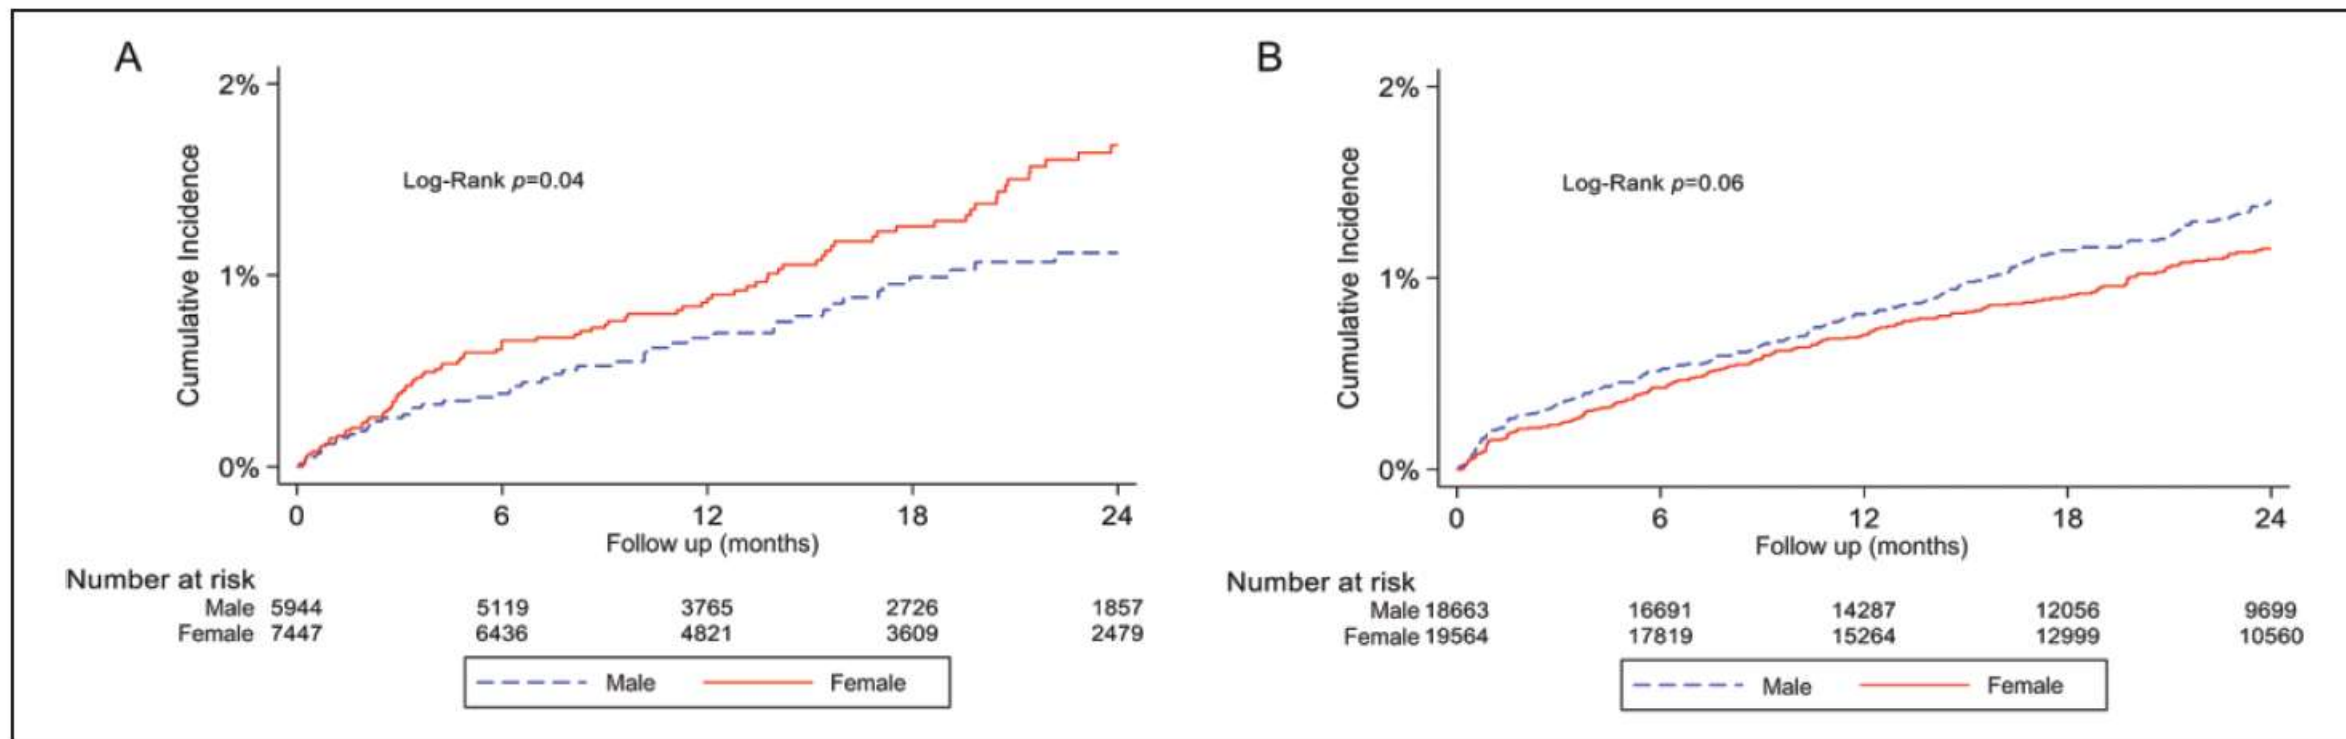 A
2%
1%
0%
Cumulative Incidence
Log-Rank p=0.04
0 6 12 18 24
Follow up (months)
Number at risk
Male 5944 5119 3765 2726 1857
Female 7447 6436 4821 3609 2479
Male Female
B
2%
1%
0%
Cumulative Incidence
Log-Rank p=0.06
0 6 12 18 24
Follow up (months)
Number at risk
Male 18663 16691 14287 12056 9699
Female 19564 17819 15264 12999 10560
Male Female